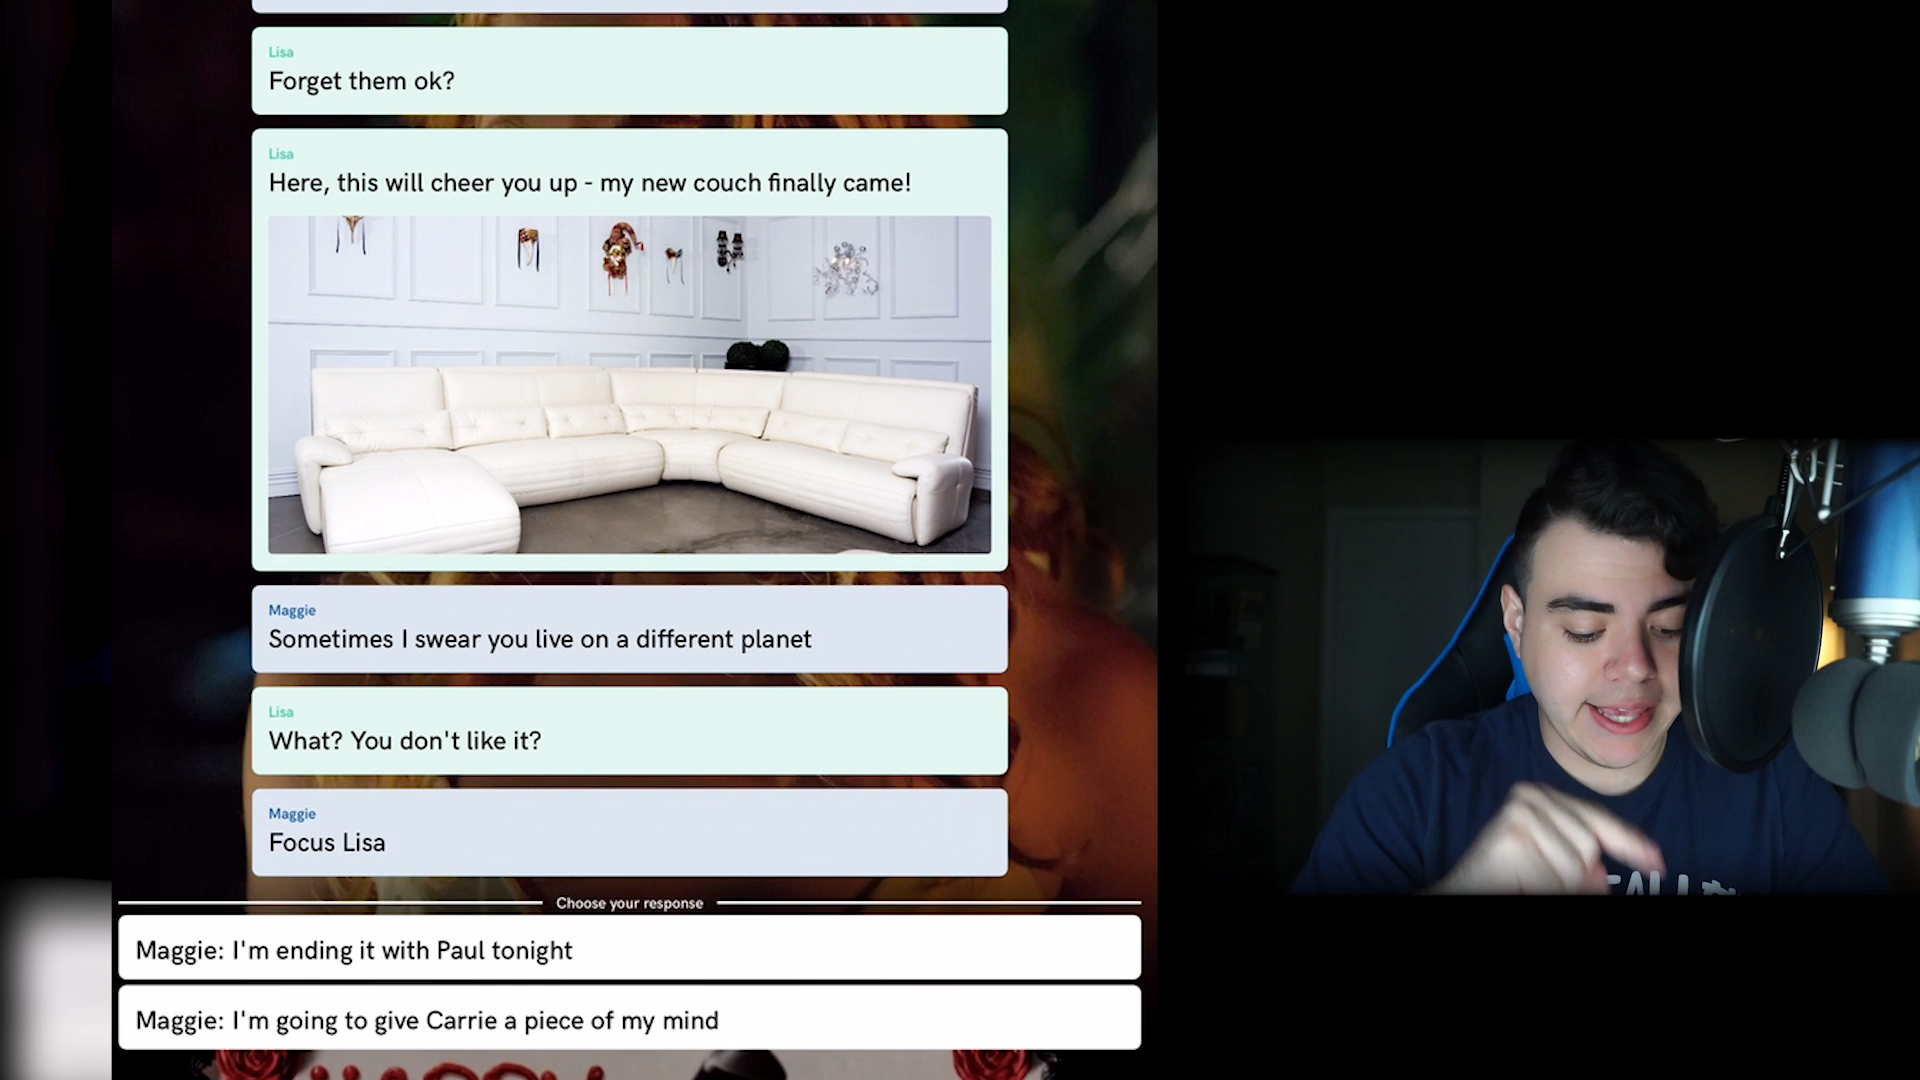 Lisa
Forget them ok?
Lisa
Here, this will cheer you up - my new couch finally came!
Maggie
Sometimes I swear you live on a different planet
Lisa
What? You don't like it?
Maggie
Focus Lisa
Choose your response
Maggie: I'm ending it with Paul tonight
Maggie: I'm going to give Carrie a piece of my mind